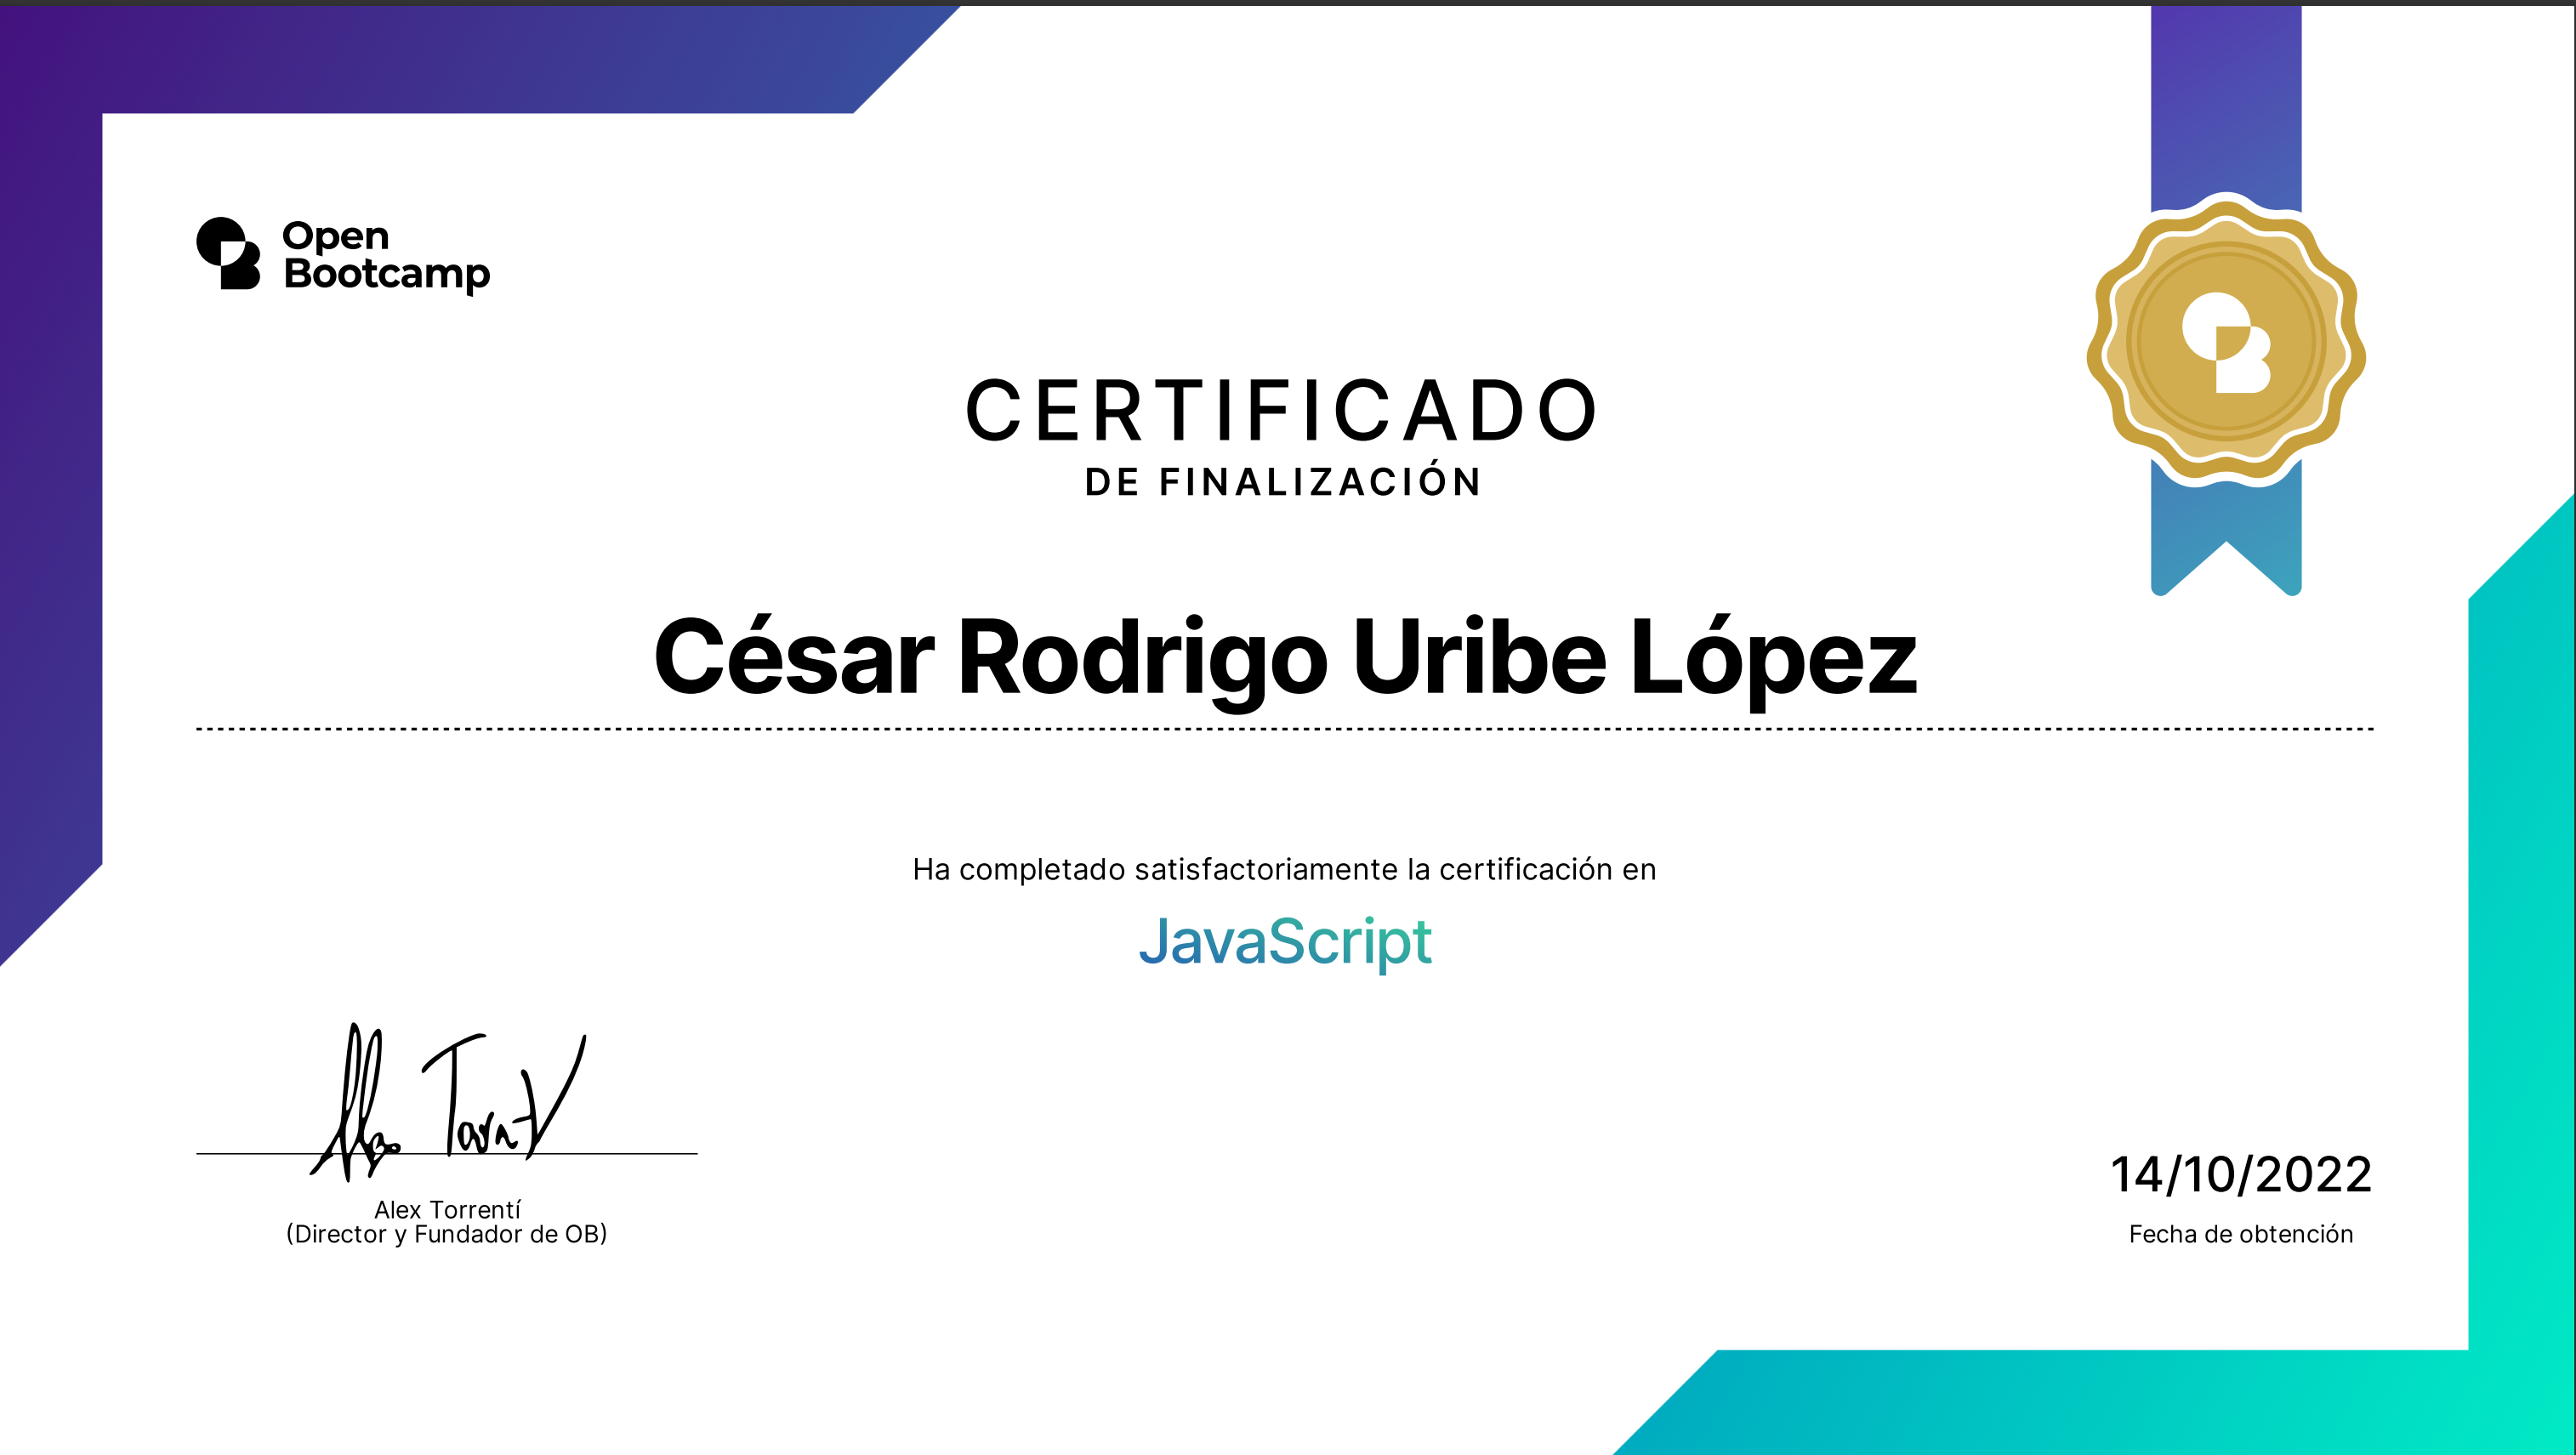 Open
Bootcamp
CERTIFICADO
DE FINALIZACIÓN
César Rodrigo Uribe López
Ha completado satisfactoriamente la certificación en
JavaScript
Alex Torrentí
(Director y Fundador de OB)
14/10/2022
Fecha de obtención